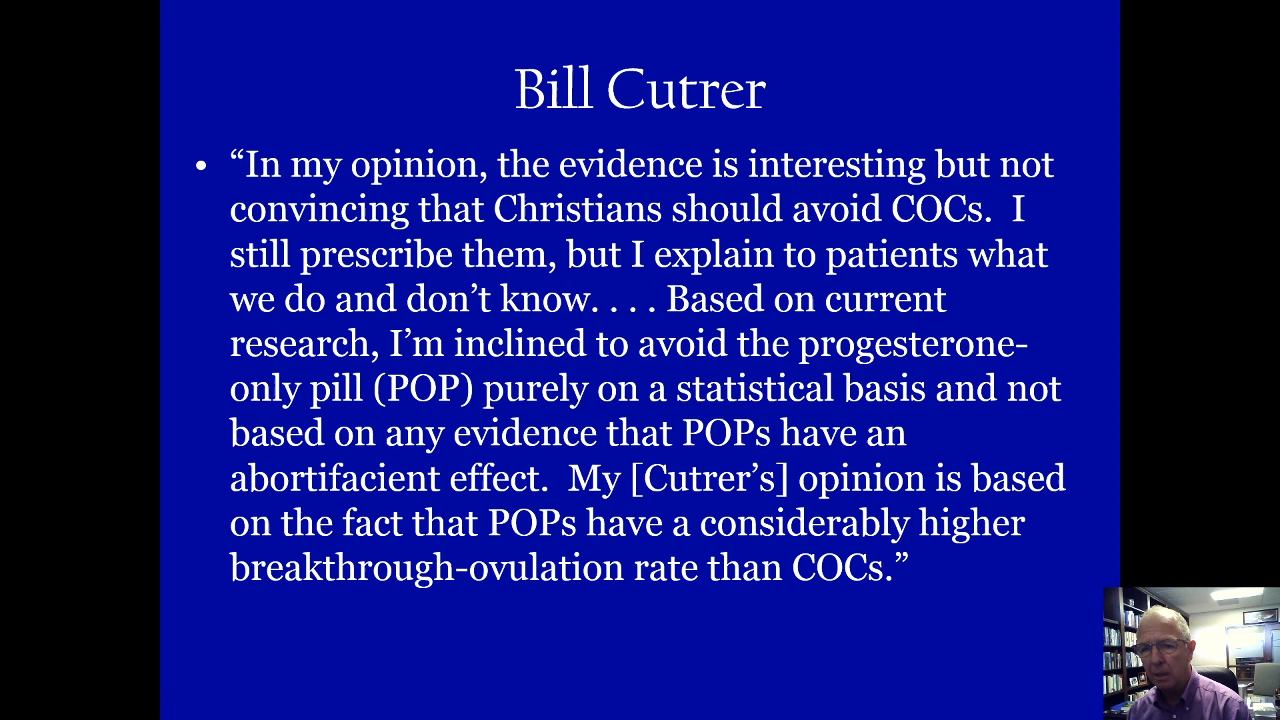 Bill Cutrer
• “In my opinion, the evidence is interesting but not
convincing that Christians should avoid COCs.  I
still prescribe them, but I explain to patients what
we do and don’t know. . . . Based on current
research, I’m inclined to avoid the progesterone-
only pill (POP) purely on a statistical basis and not
based on any evidence that POPs have an
abortifacient effect.  My [Cutrer’s] opinion is based
on the fact that POPs have a considerably higher
breakthrough-ovulation rate than COCs.”